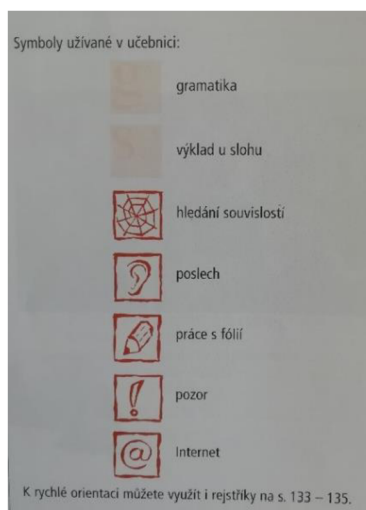 Symboly užívané v učebnici:
gramatika
výklad u slohu
hledání souvislostí
poslech
práce s fólií
pozor
@ Internet
K rychlé orientaci můžete využít i rejstříky na s. 133 – 135.